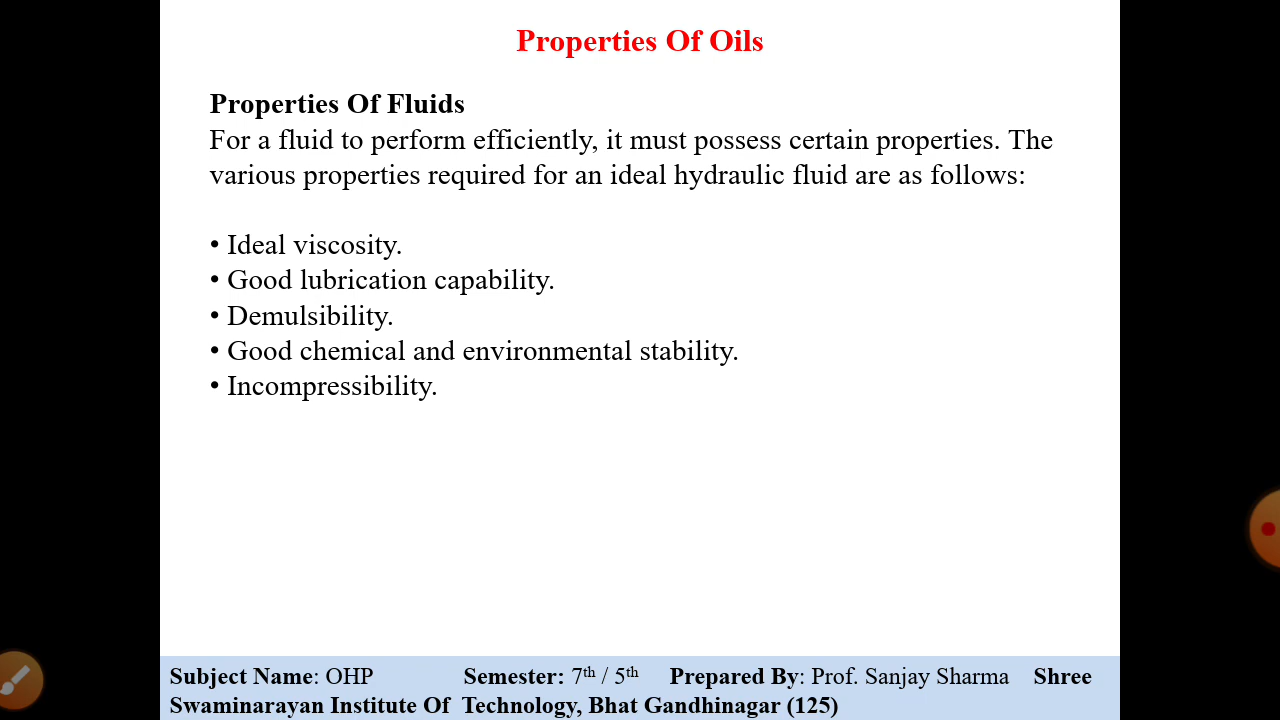 Properties Of Oils
Properties Of Fluids
For a fluid to perform efficiently, it must possess certain properties. The
various properties required for an ideal hydraulic fluid are as follows:
• Ideal viscosity.
• Good lubrication capability.
• Demulsibility.
• Good chemical and environmental stability.
• Incompressibility.
Subject Name: OHP Semester: 7th / 5th Prepared By: Prof. Sanjay Sharma Shree
Swaminarayan Institute Of Technology, Bhat Gandhinagar (125)